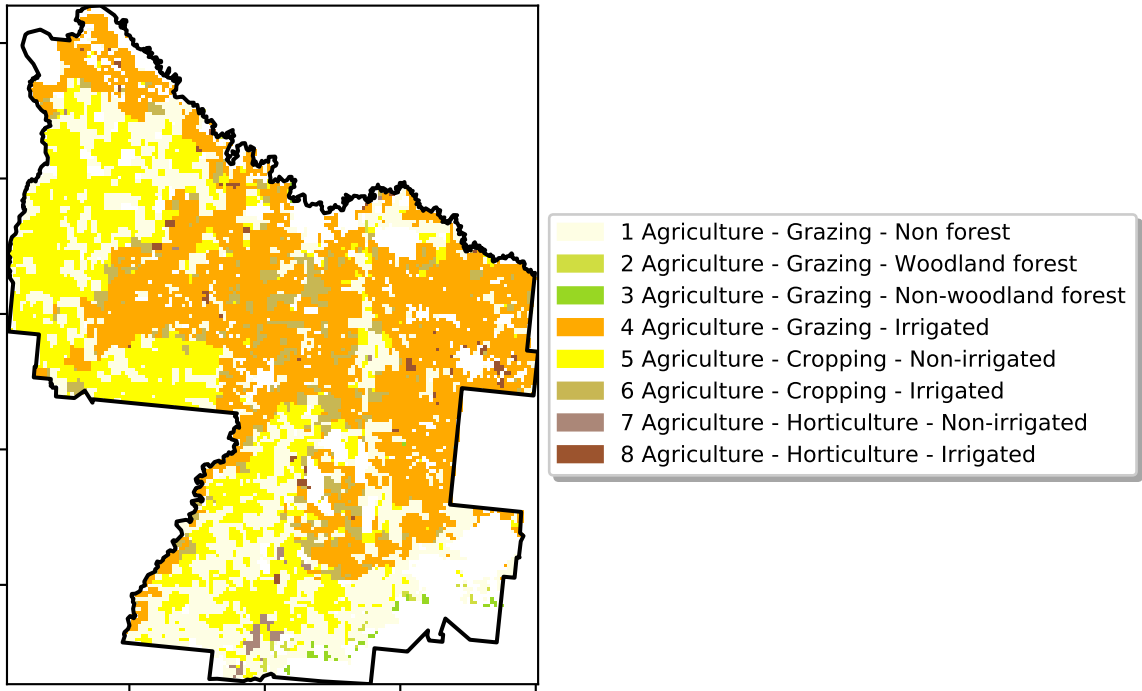 1 Agriculture - Grazing - Non forest
2 Agriculture - Grazing - Woodland forest
3 Agriculture - Grazing - Non-woodland forest
4 Agriculture - Grazing - Irrigated
5 Agriculture - Cropping - Non-irrigated
6 Agriculture - Cropping - Irrigated
7 Agriculture - Horticulture - Non-irrigated
8 Agriculture - Horticulture - Irrigated